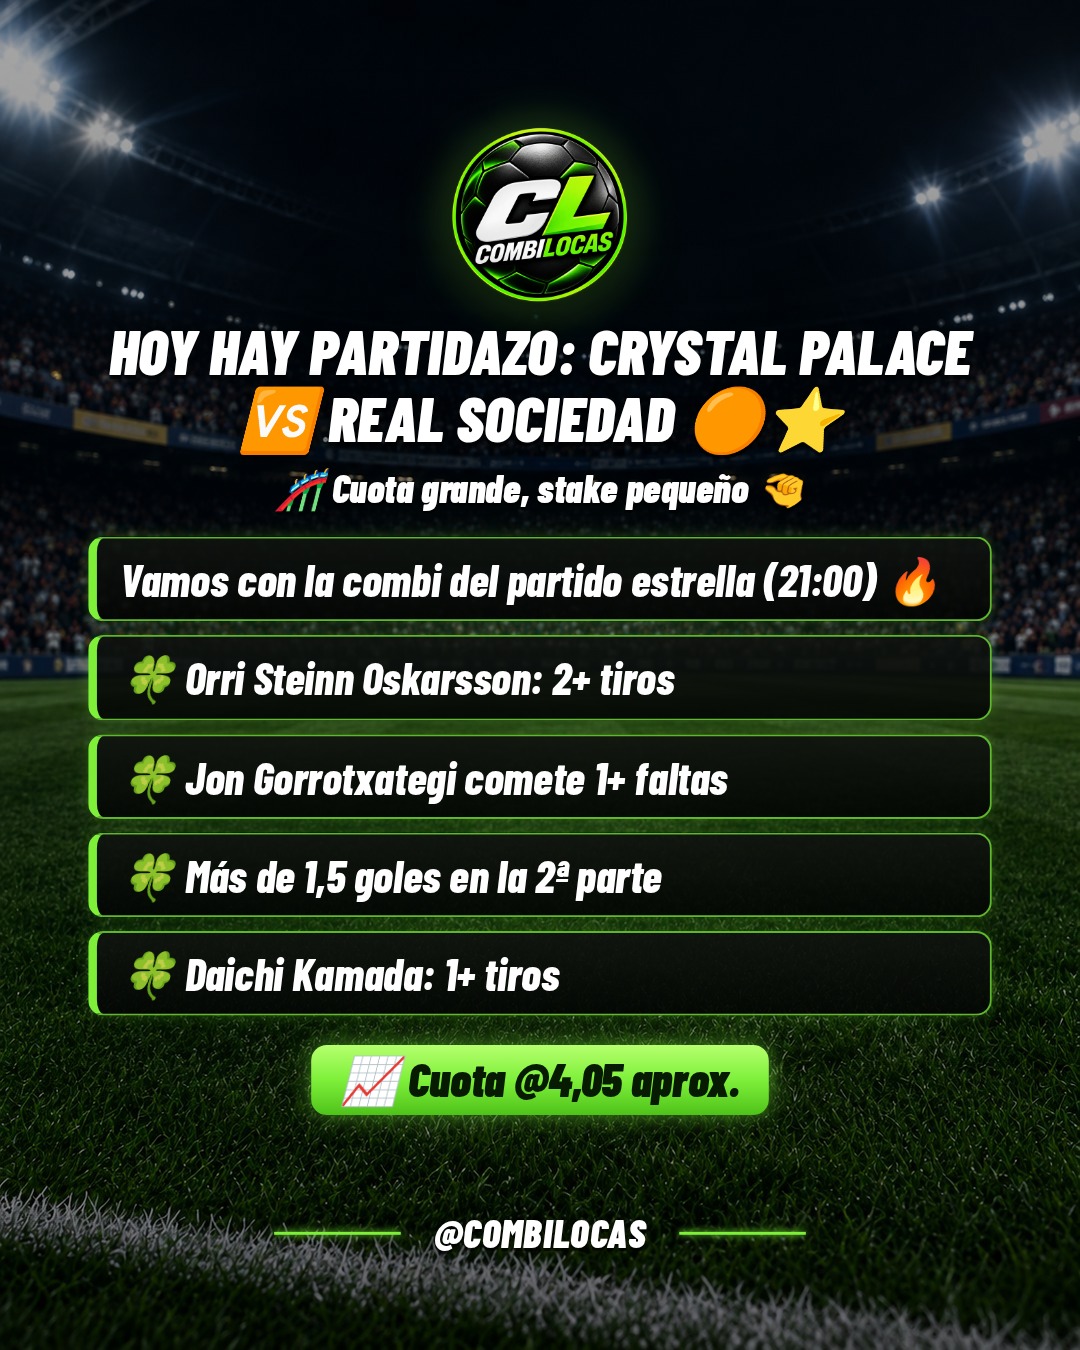 CL
COMBILOCAS
HOY HAY PARTIDAZO: CRYSTAL PALACE
🆚 REAL SOCIEDAD 🟠⭐
🎢 Cuota grande, stake pequeño 🤏
Vamos con la combi del partido estrella (21:00) 🔥
🍀 Orri Steinn Oskarsson: 2+ tiros
🍀 Jon Gorrotxategi comete 1+ faltas
🍀 Más de 1,5 goles en la 2ª parte
🍀 Daichi Kamada: 1+ tiros
📈 Cuota @4,05 aprox.
@COMBILOCAS